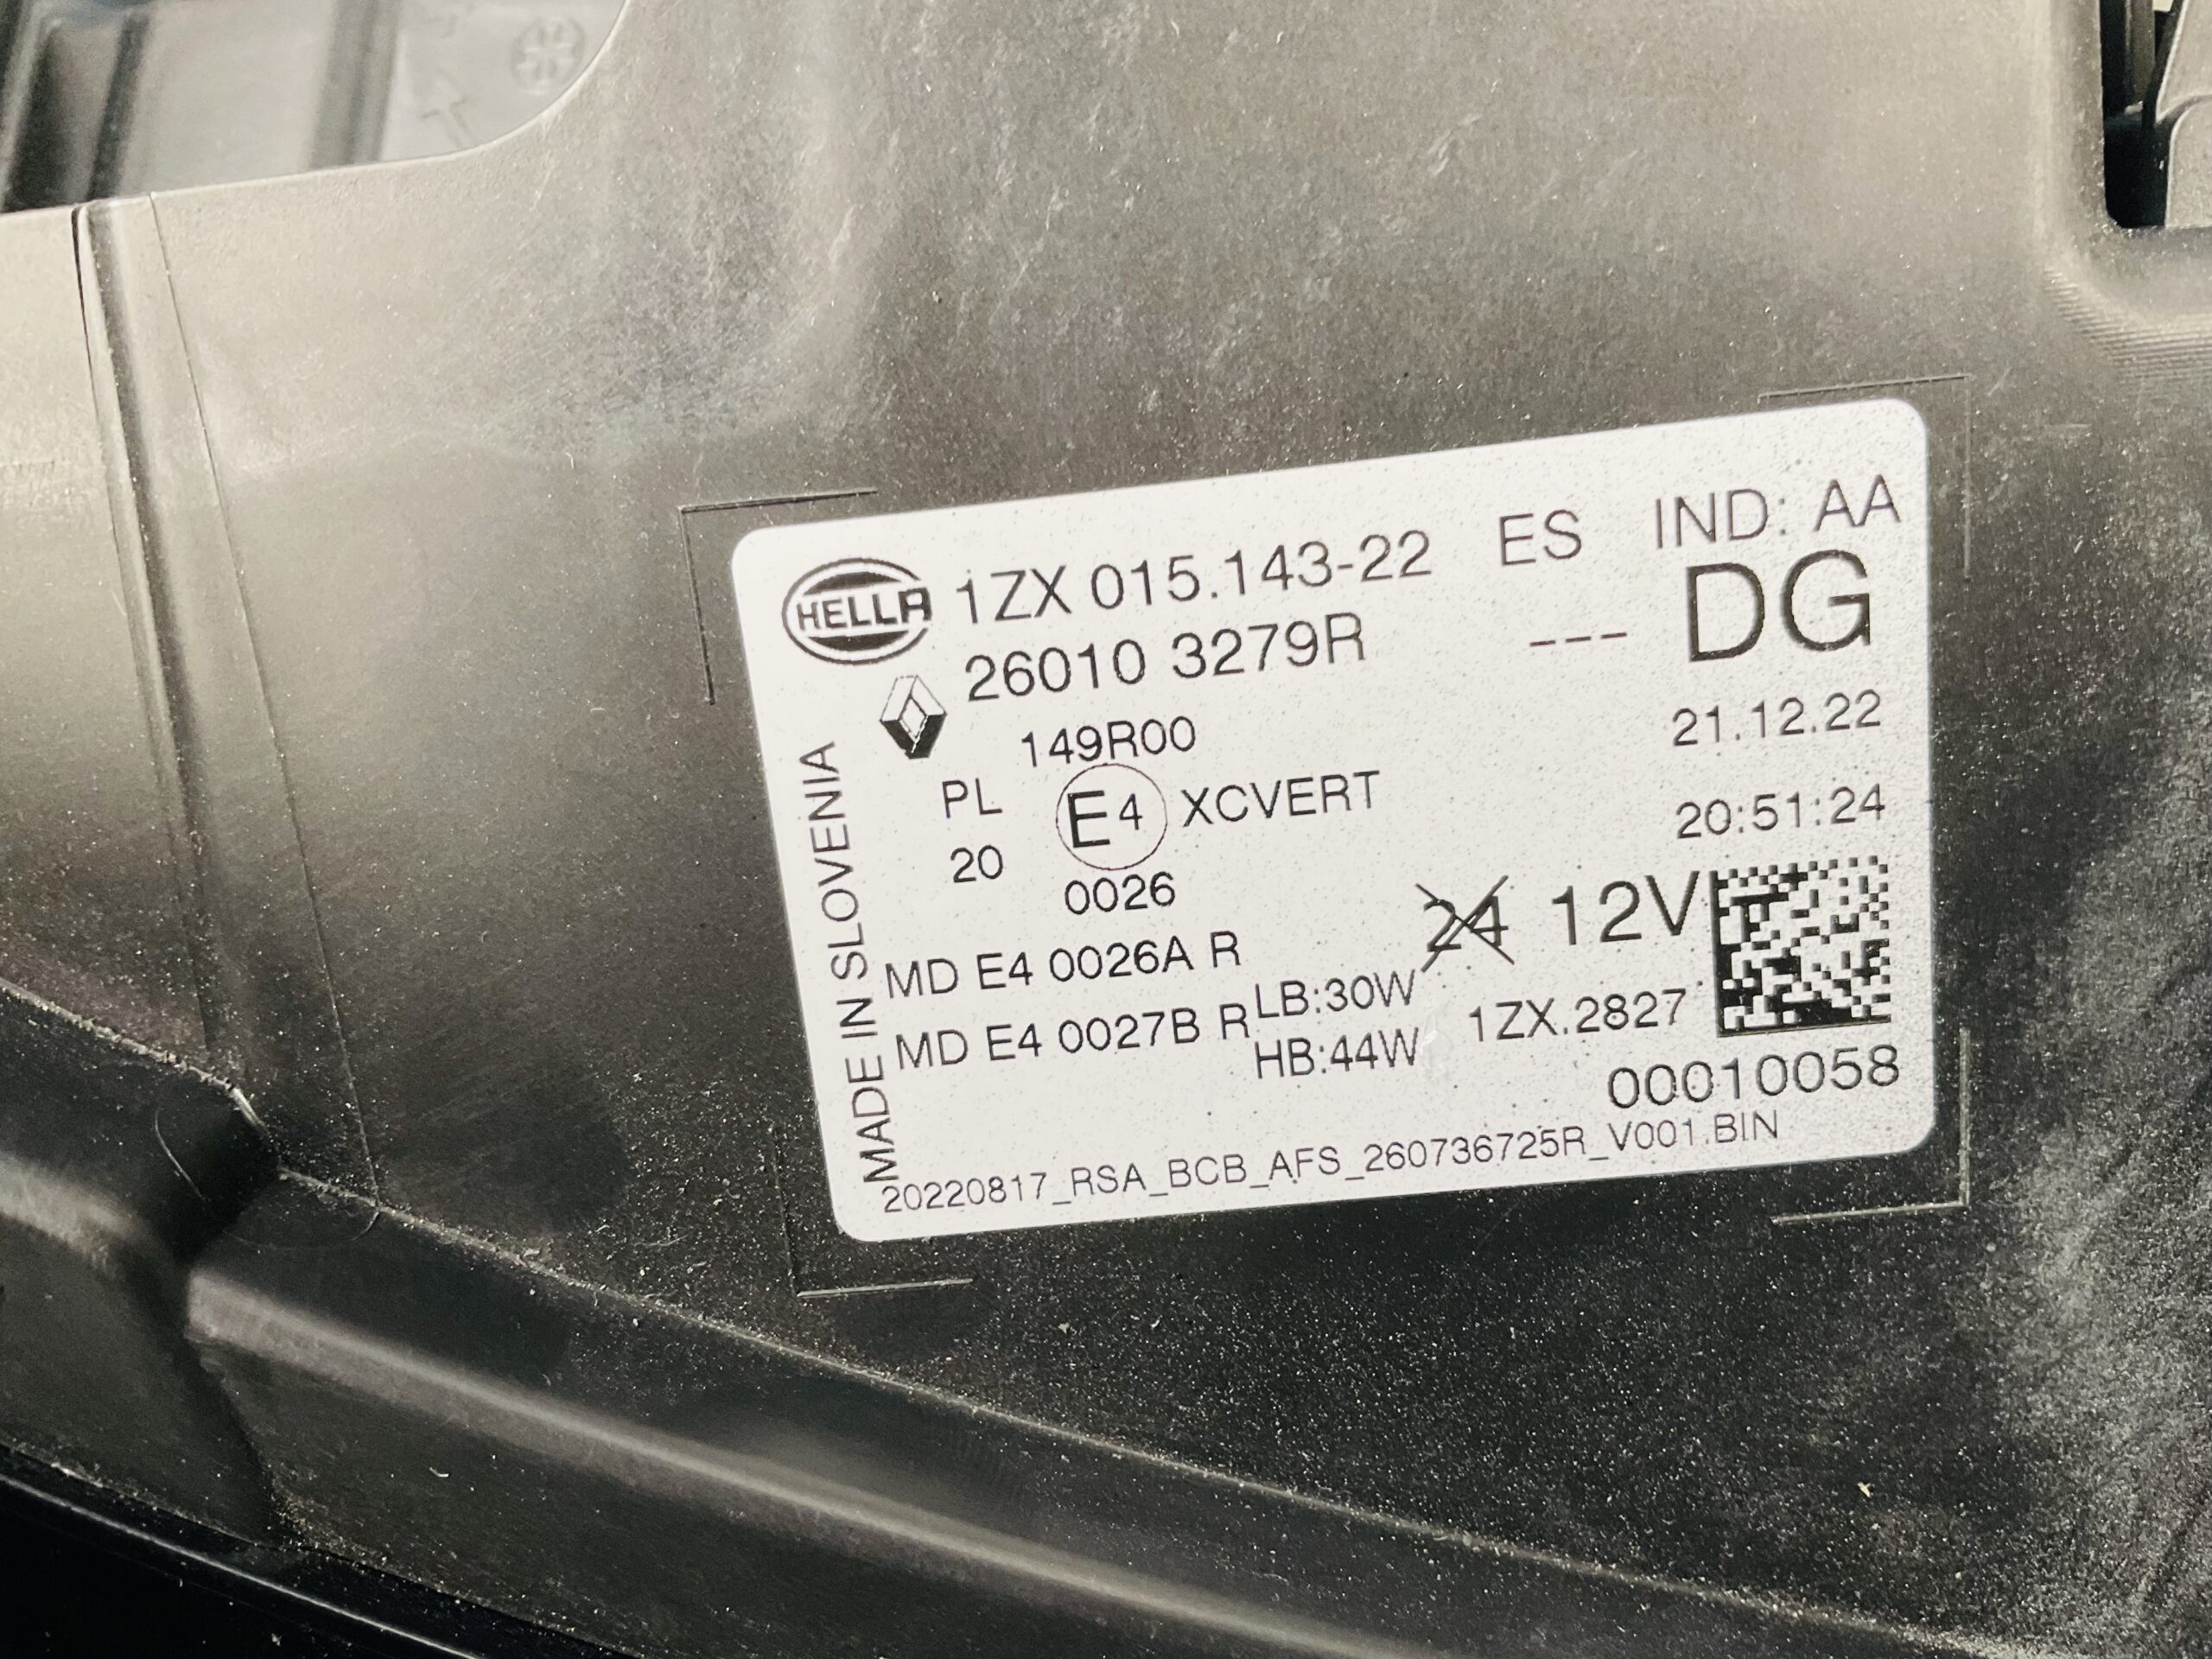 HELLA 1ZX 015.143-22 ES IND: AA
26010 3279R --- DG
149R00 21.12.22
PL E4 XCVERT 20:51:24
20
0026 24 12V
MD E4 0026A R LB:30W
MD E4 0027B R HB:44W 1ZX.2827
00010058
20220817_RSA_BCB_AFS_260736725R_V001.BIN
MADE IN SLOVENIA